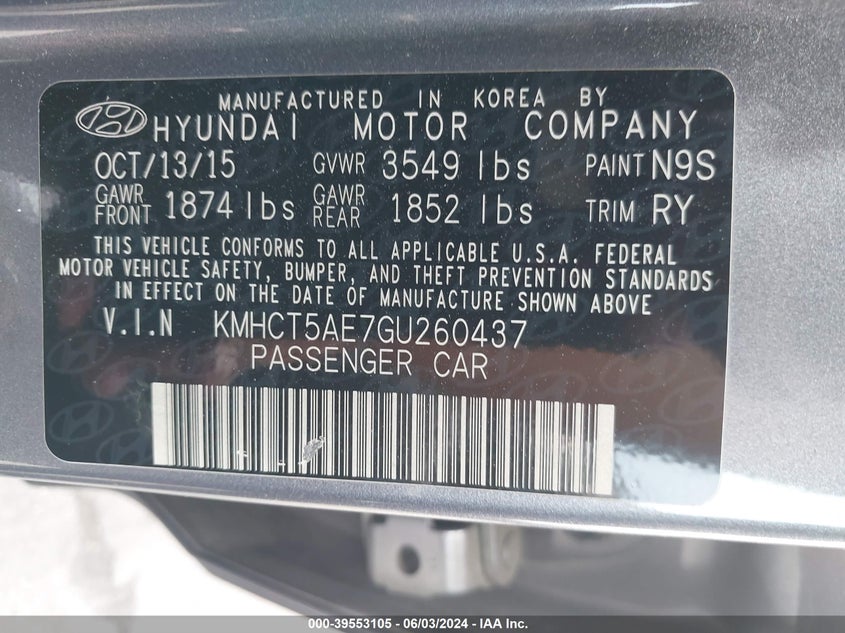 MANUFACTURED IN KOREA BY
HYUNDAI MOTOR COMPANY
OCT/13/15 GVWR 3549 lbs PAINT N9S
GAWR FRONT 1874 lbs GAWR REAR 1852 lbs TRIM RY
THIS VEHICLE CONFORMS TO ALL APPLICABLE U.S.A. FEDERAL
MOTOR VEHICLE SAFETY, BUMPER, AND THEFT PREVENTION STANDARDS
IN EFFECT ON THE DATE OF MANUFACTURE SHOWN ABOVE
V.I.N KMHCT5AE7GU260437
PASSENGER CAR
000-39553105 - 06/03/2024 - IAA Inc.